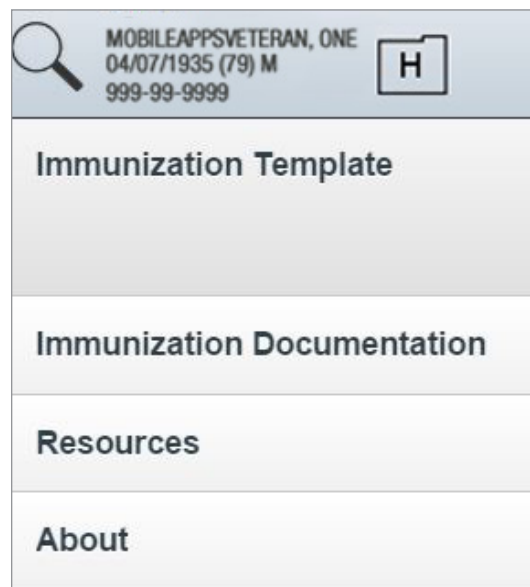 MOBILEAPPSVETERAN, ONE
04/07/1935 (79) M
999-99-9999
H
Immunization Template
Immunization Documentation
Resources
About